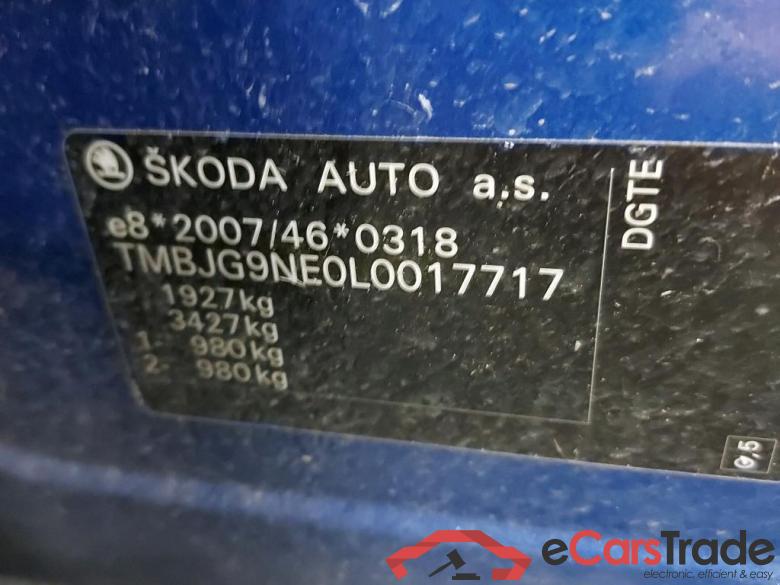 ŠKODA AUTO a.s.
e8*2007/46*0318
TMBJG9NE0L0017717
1927kg
3427kg
1- 980kg
2- 980kg
DGTE
0,5
eCarsTrade
electronic, efficient & easy